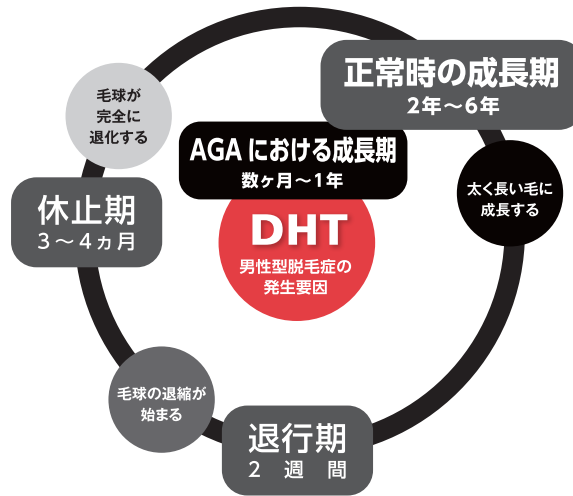 正常時の成長期
2年～6年
毛球が
完全に
退化する
AGAにおける成長期
数ヶ月～1年
太く長い毛に
成長する
休止期
3～4ヵ月
DHT
男性型脱毛症の
発生要因
毛球の退縮が
始まる
退行期
2週間